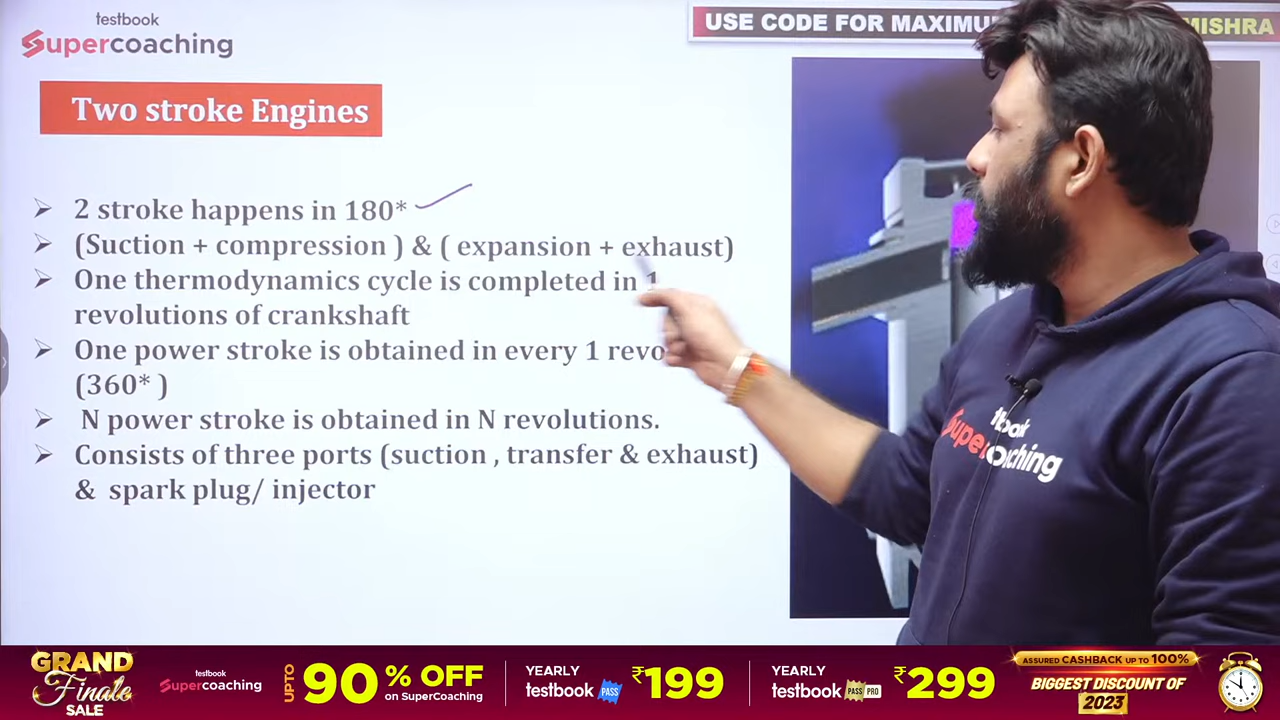 testbook
Supercoaching
USE CODE FOR MAXIMU
MISHRA
Two stroke Engines
2 stroke happens in 180*
(Suction + compression ) & ( expansion + exhaust)
One thermodynamics cycle is completed in 1
revolutions of crankshaft
One power stroke is obtained in every 1 revo
(360* )
N power stroke is obtained in N revolutions.
Consists of three ports (suction , transfer & exhaust)
& spark plug/ injector
Supercoaching
GRAND
Finale
SALE
testbook
Supercoaching
UPTO 90% OFF
on SuperCoaching
YEARLY
testbook PASS
₹199
YEARLY
testbook PASS PRO
₹299
ASSURED CASHBACK UP TO 100%
BIGGEST DISCOUNT OF
2023